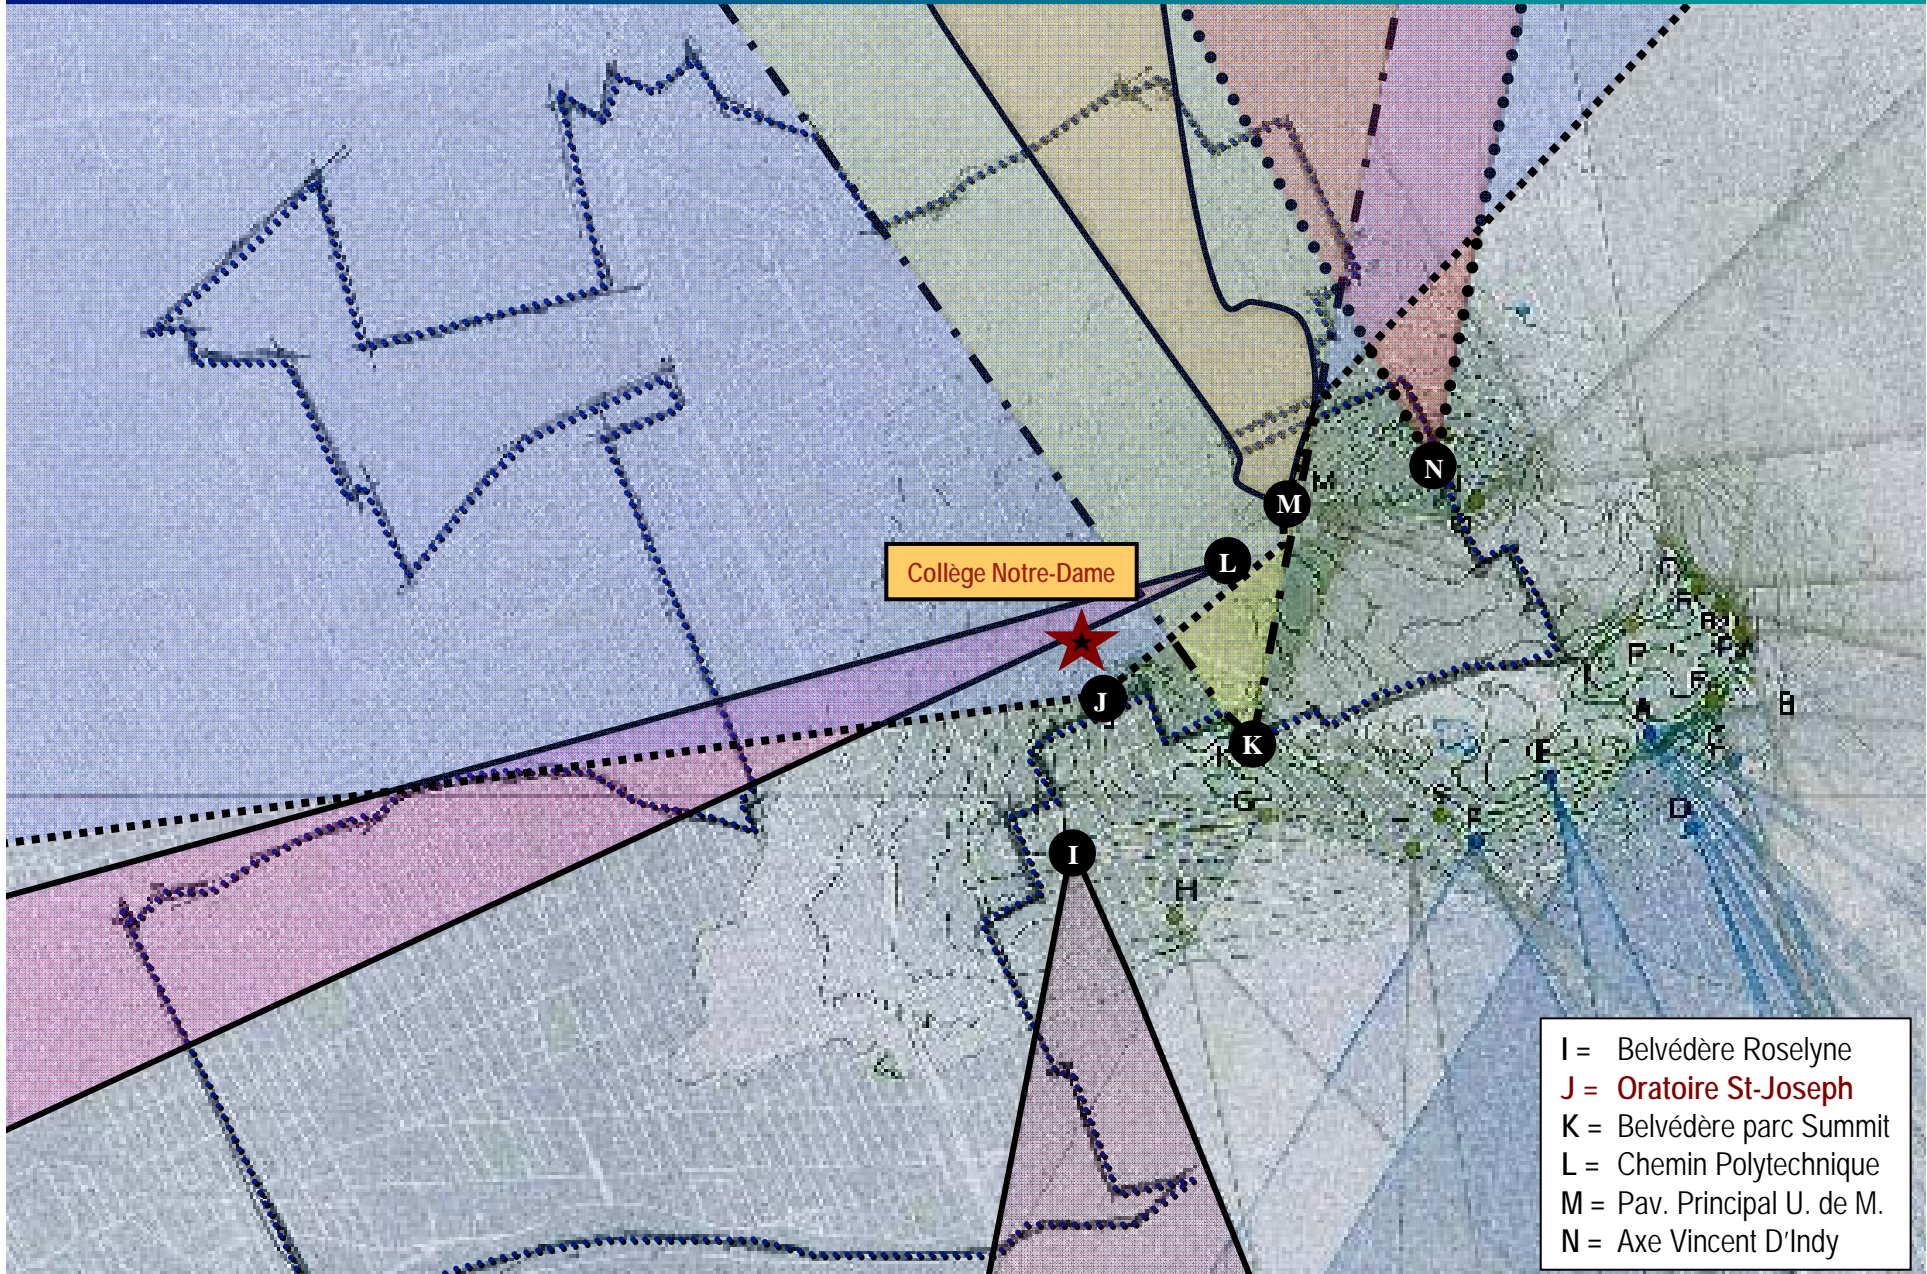 M
N
M
L
Collège Notre-Dame
J
K
I
G
H
S
F
E
D
A
P
B
I = Belvédère Roselyne
J = Oratoire St-Joseph
K = Belvédère parc Summit
L = Chemin Polytechnique
M = Pav. Principal U. de M.
N = Axe Vincent D'Indy